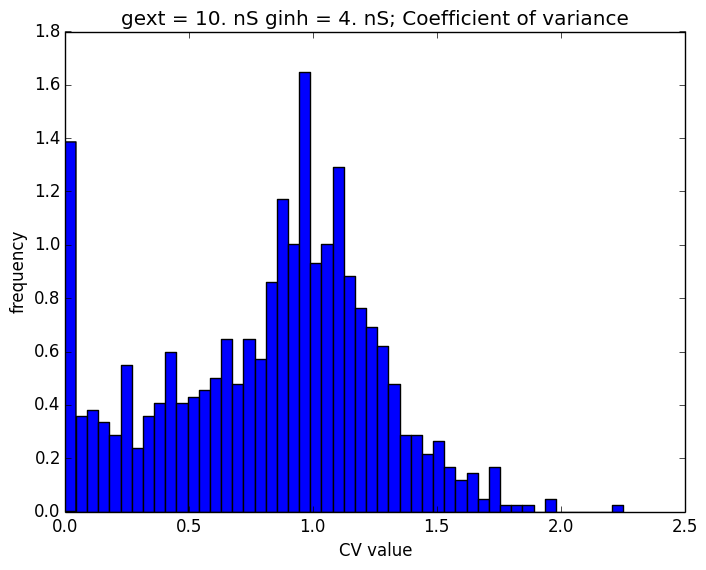 gext = 10. nS ginh = 4. nS; Coefficient of variance
1.8
1.6
1.4
1.2
1.0
0.8
0.6
0.4
0.2
0.0
frequency
0.0 0.5 1.0 1.5 2.0 2.5
CV value